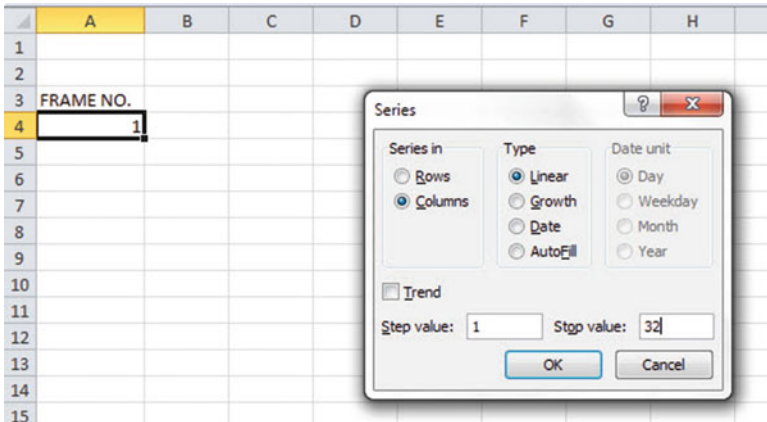 A B C D E F G H
1
2
3 FRAME NO.
4 1
5
6
7
8
9
10
11
12
13
14
15
Series
Series in Type Date unit
Rows Linear Day
Columns Growth Weekday
Date Month
AutoFill Year
Trend
Step value: 1 Stop value: 32
OK Cancel